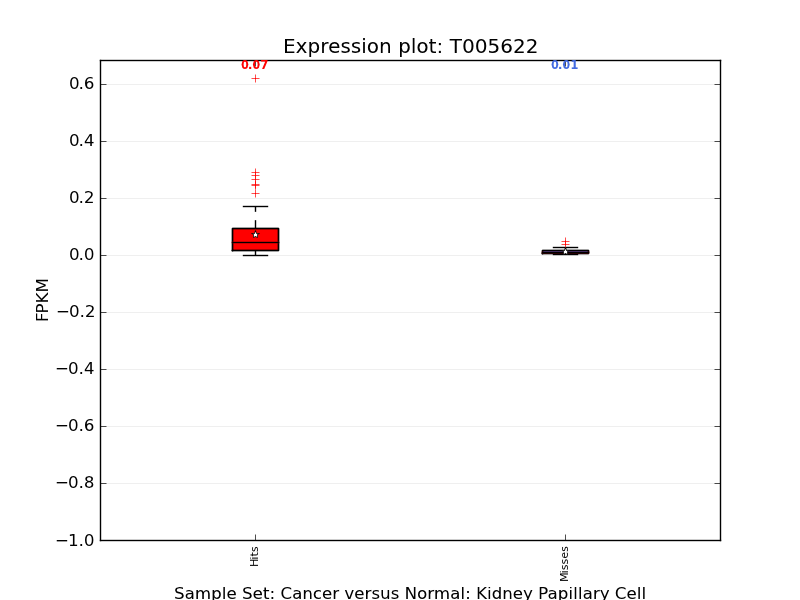 Expression plot: T005622
0.07 0.01
0.6
0.4
0.2
0.0
−0.2
−0.4
−0.6
−0.8
−1.0
FPKM
Hits
Misses
Sample Set: Cancer versus Normal: Kidney Papillary Cell